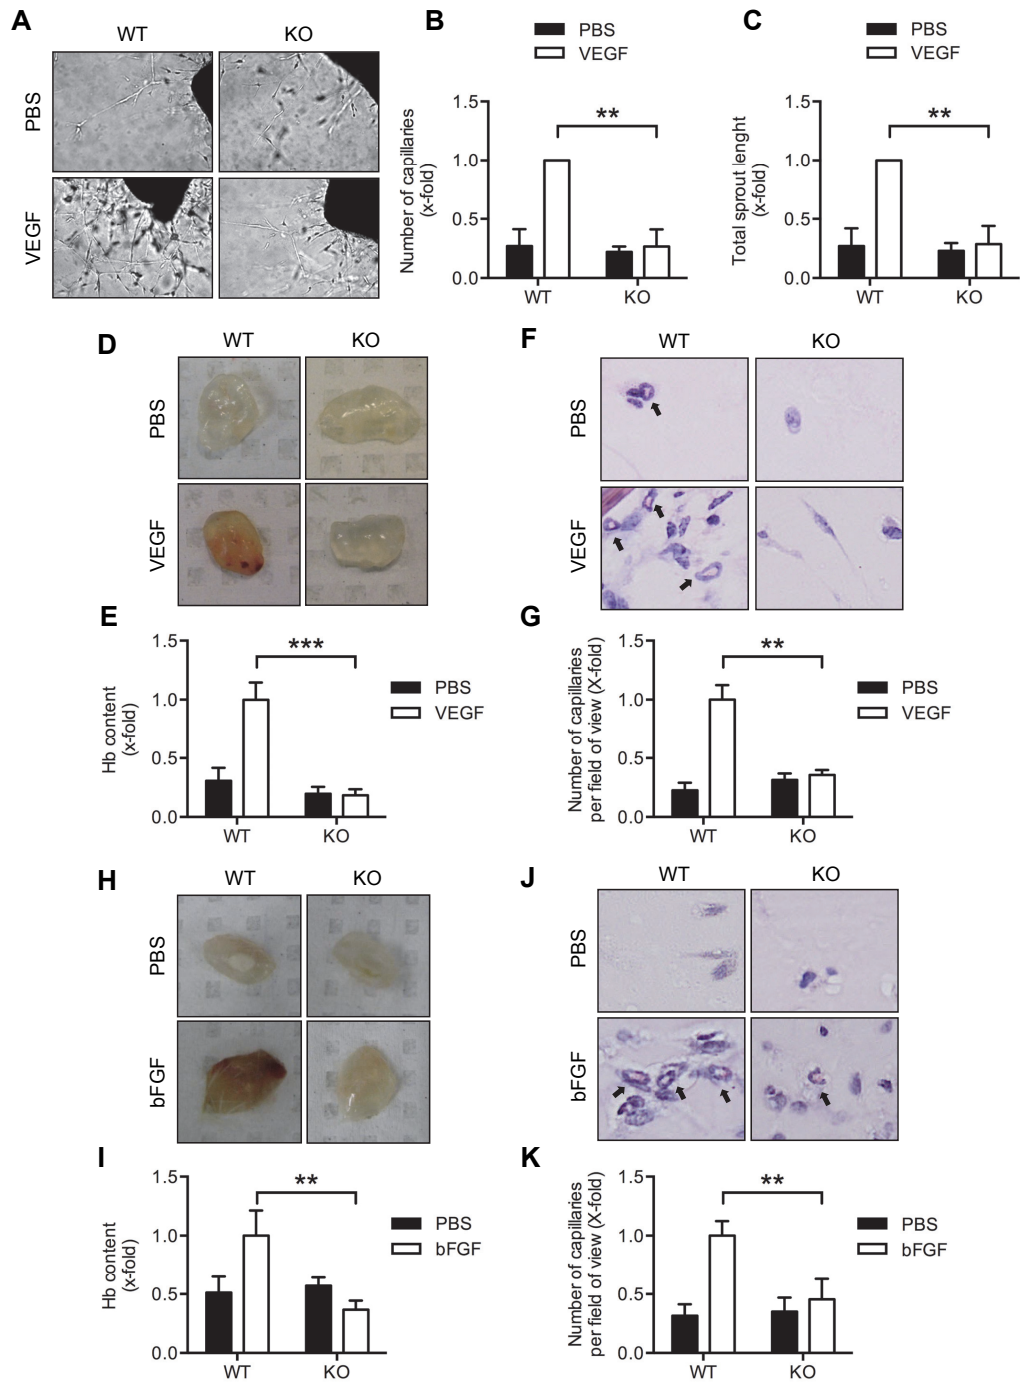 A
WT
KO
PBS
VEGF
B
PBS
VEGF
Number of capillaries
(x-fold)
1.5
1.0
0.5
0.0
**
WT
KO
C
PBS
VEGF
Total sprout lenght
(x-fold)
1.5
1.0
0.5
0.0
**
WT
KO
D
WT
KO
PBS
VEGF
F
WT
KO
PBS
VEGF
E
Hb content
(x-fold)
1.5
1.0
0.5
0.0
***
WT
KO
PBS
VEGF
G
Number of capillaries
per field of view (X-fold)
1.5
1.0
0.5
0.0
**
WT
KO
PBS
VEGF
H
WT
KO
PBS
bFGF
J
WT
KO
PBS
bFGF
I
Hb content
(x-fold)
1.5
1.0
0.5
0.0
**
WT
KO
PBS
bFGF
K
Number of capillaries
per field of view (X-fold)
1.5
1.0
0.5
0.0
**
WT
KO
PBS
bFGF